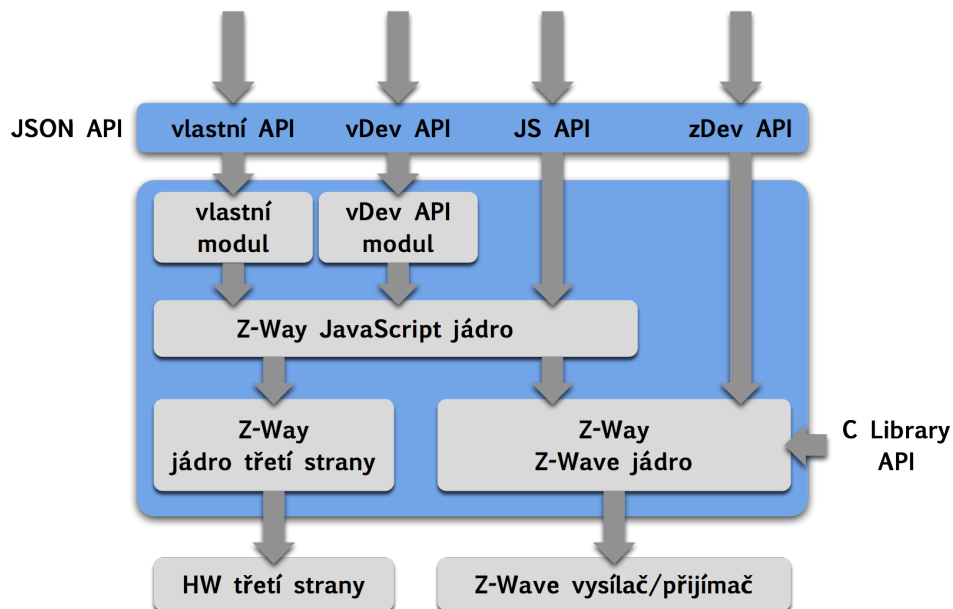 JSON API vlastní API vDev API JS API zDev API
vlastní
modul
vDev API
modul
Z-Way JavaScript jádro
Z-Way
jádro třetí strany
Z-Way
Z-Wave jádro
C Library
API
HW třetí strany
Z-Wave vysílač/přijímač